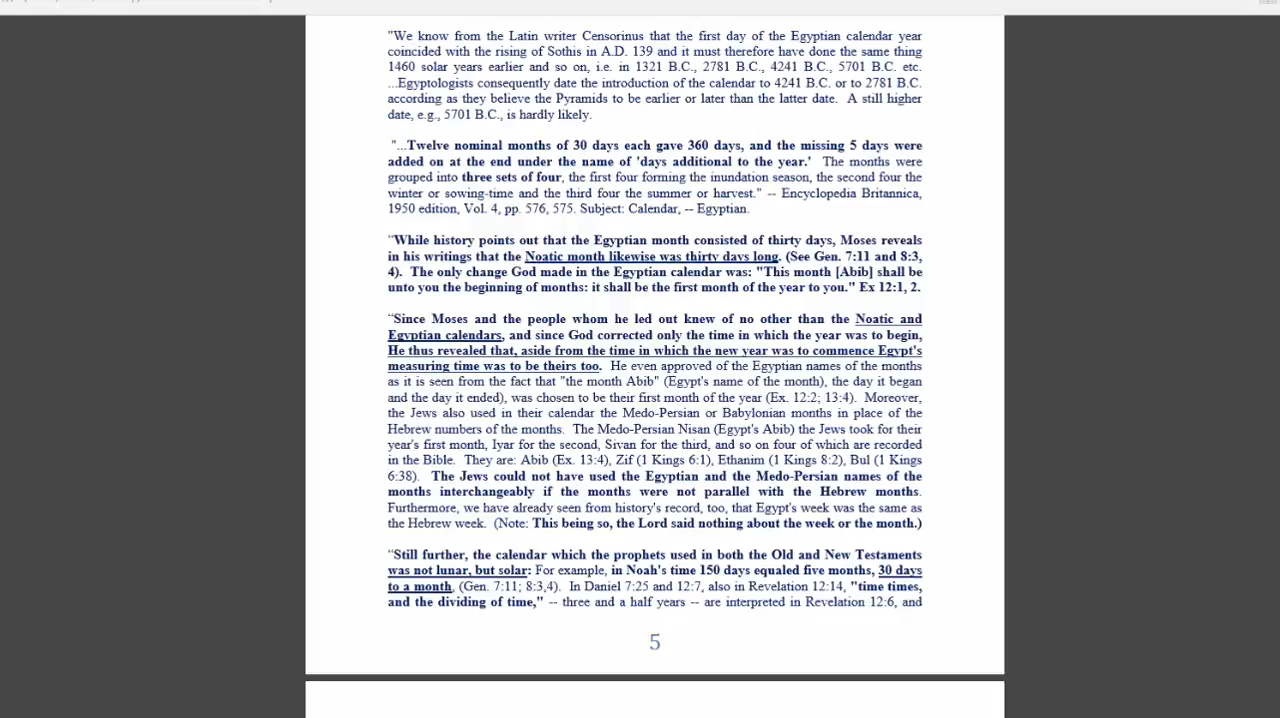 "We know from the Latin writer Censorinus that the first day of the Egyptian calendar year
coincided with the rising of Sothis in A.D. 139 and it must therefore have done the same thing
1460 solar years earlier and so on, i.e. in 1321 B.C., 2781 B.C., 4241 B.C., 5701 B.C. etc.
...Egyptologists consequently date the introduction of the calendar to 4241 B.C. or to 2781 B.C.
according as they believe the Pyramids to be earlier or later than the latter date. A still higher
date, e.g., 5701 B.C., is hardly likely.
"...Twelve nominal months of 30 days each gave 360 days, and the missing 5 days were
added on at the end under the name of 'days additional to the year.' The months were
grouped into three sets of four, the first four forming the inundation season, the second four the
winter or sowing-time and the third four the summer or harvest." -- Encyclopedia Britannica,
1950 edition, Vol. 4, pp. 576, 575. Subject: Calendar, -- Egyptian.
"While history points out that the Egyptian month consisted of thirty days, Moses reveals
in his writings that the Noatic month likewise was thirty days long. (See Gen. 7:11 and 8:3,
4). The only change God made in the Egyptian calendar was: "This month [Abib] shall be
unto you the beginning of months: it shall be the first month of the year to you." Ex 12:1, 2.
"Since Moses and the people whom he led out knew of no other than the Noatic and
Egyptian calendars, and since God corrected only the time in which the year was to begin,
He thus revealed that, aside from the time in which the new year was to commence Egypt's
measuring time was to be theirs too. He even approved of the Egyptian names of the months
as it is seen from the fact that "the month Abib" (Egypt's name of the month), the day it began
and the day it ended), was chosen to be their first month of the year (Ex. 12:2; 13:4). Moreover,
the Jews also used in their calendar the Medo-Persian or Babylonian months in place of the
Hebrew numbers of the months. The Medo-Persian Nisan (Egypt's Abib) the Jews took for their
year's first month, Iyar for the second, Sivan for the third, and so on four of which are recorded
in the Bible. They are: Abib (Ex. 13:4), Zif (1 Kings 6:1), Ethanim (1 Kings 8:2), Bul (1 Kings
6:38). The Jews could not have used the Egyptian and the Medo-Persian names of the
months interchangeably if the months were not parallel with the Hebrew months.
Furthermore, we have already seen from history's record, too, that Egypt's week was the same as
the Hebrew week. (Note: This being so, the Lord said nothing about the week or the month.)
"Still further, the calendar which the prophets used in both the Old and New Testaments
was not lunar, but solar: For example, in Noah's time 150 days equaled five months, 30 days
to a month, (Gen. 7:11; 8:3,4). In Daniel 7:25 and 12:7, also in Revelation 12:14, "time times,
and the dividing of time," -- three and a half years -- are interpreted in Revelation 12:6, and
5